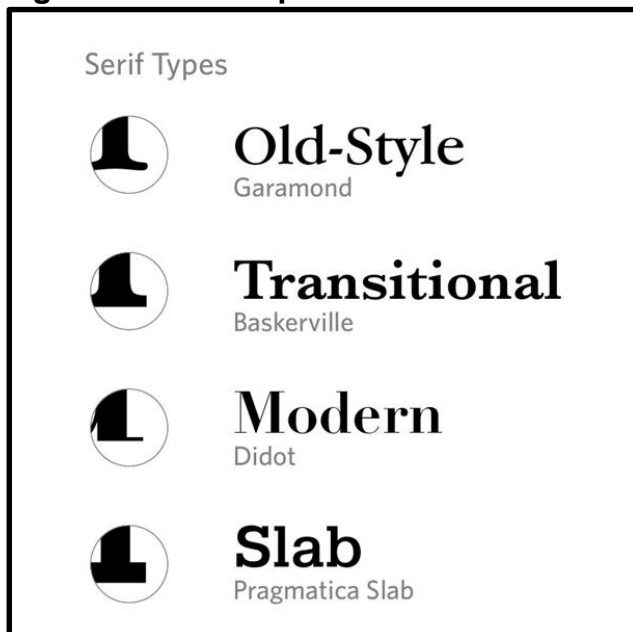 Serif Types
Old-Style
Garamond
Transitional
Baskerville
Modern
Didot
Slab
Pragmatica Slab